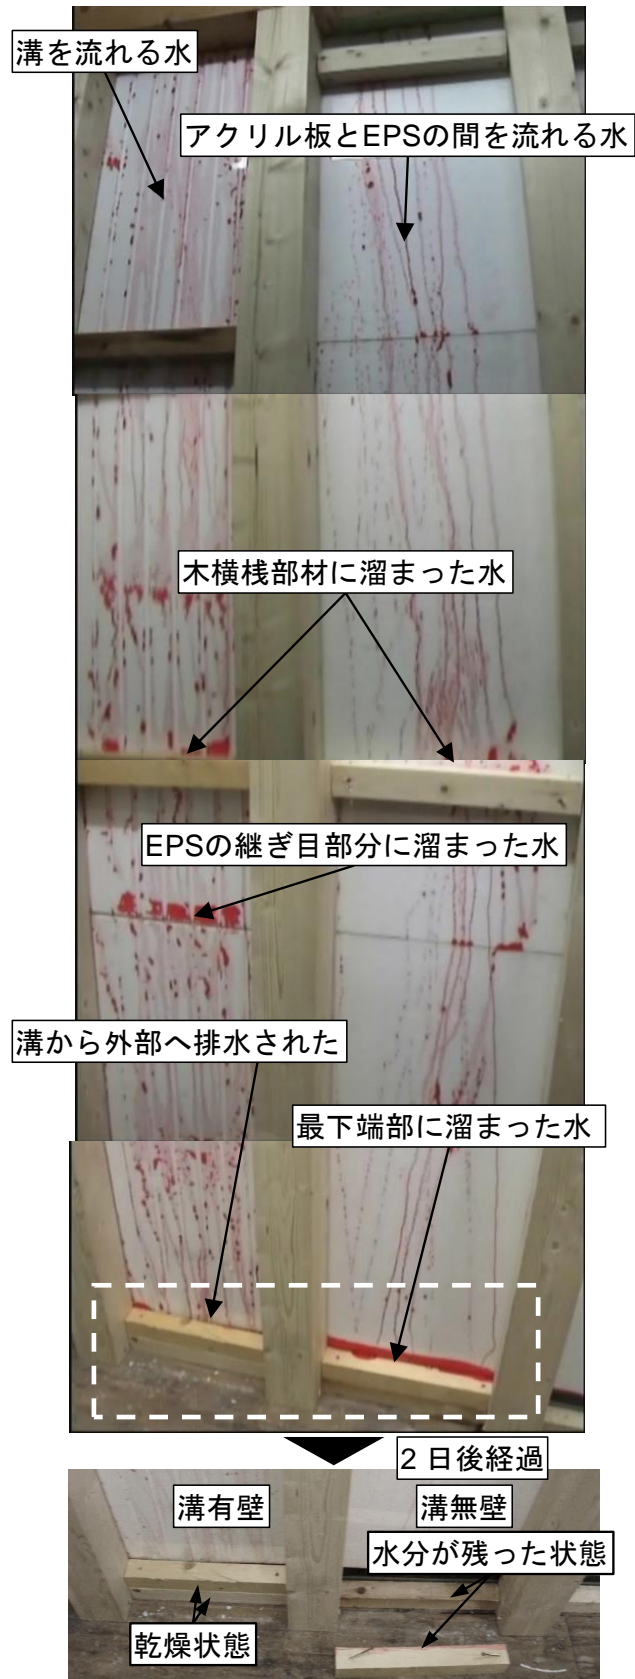 溝を流れる水
アクリル板とEPSの間を流れる水
木横桟部材に溜まった水
EPSの継ぎ目部分に溜まった水
溝から外部へ排水された
最下端部に溜まった水
2 日後経過
溝有壁
溝無壁
水分が残った状態
乾燥状態